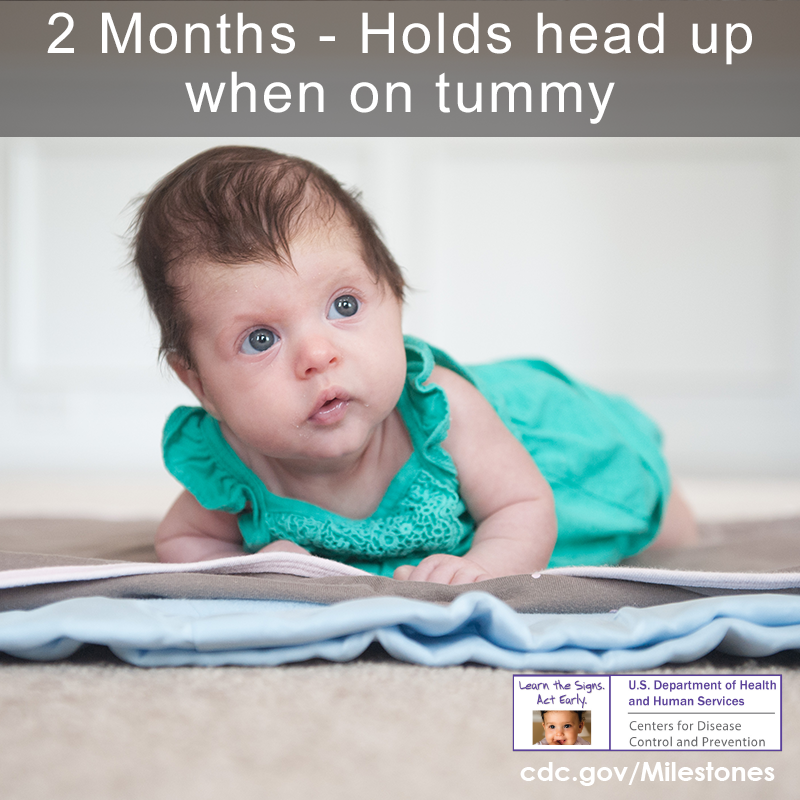 2 Months - Holds head up
when on tummy
Learn the Signs.
Act Early.
U.S. Department of Health
and Human Services
Centers for Disease
Control and Prevention
cdc.gov/Milestones